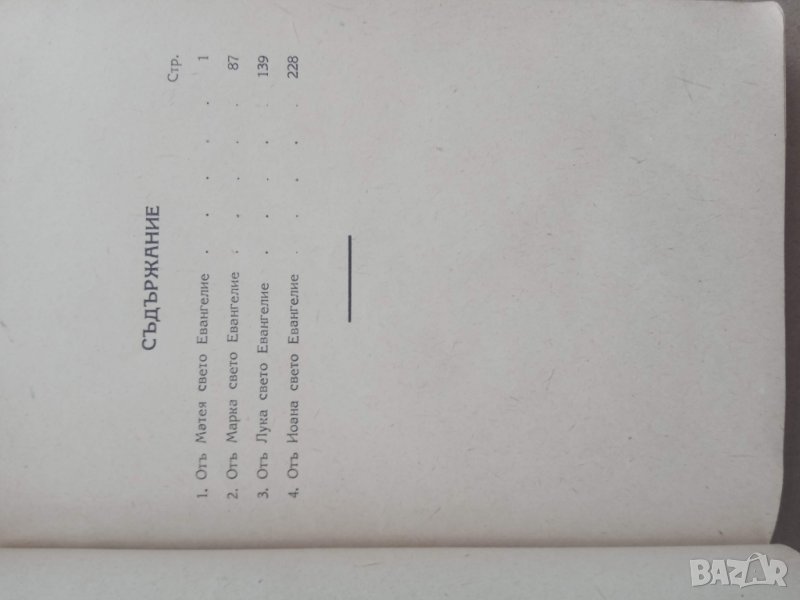 СЪДЪРЖАНИЕ
Стр.
1. Отъ Матея свето Евангелие . . . . . . 1
2. Отъ Марка свето Евангелие . . . . . 87
3. Отъ Лука свето Евангелие . . . . . 139
4. Отъ Иоана свето Евангелие . . . . . 228
BAZAR